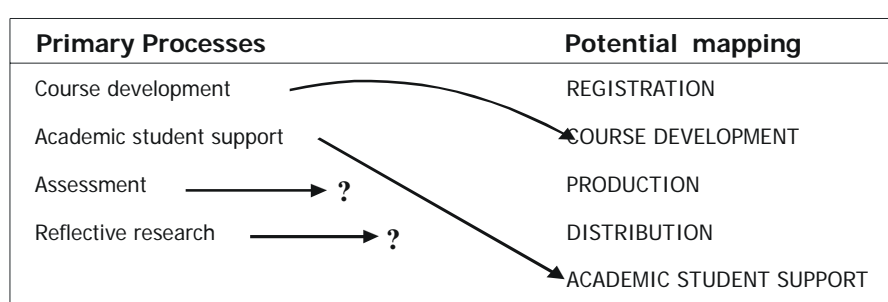 Primary Processes Potential mapping
Course development REGISTRATION
Academic student support COURSE DEVELOPMENT
Assessment ? PRODUCTION
Reflective research ? DISTRIBUTION
ACADEMIC STUDENT SUPPORT